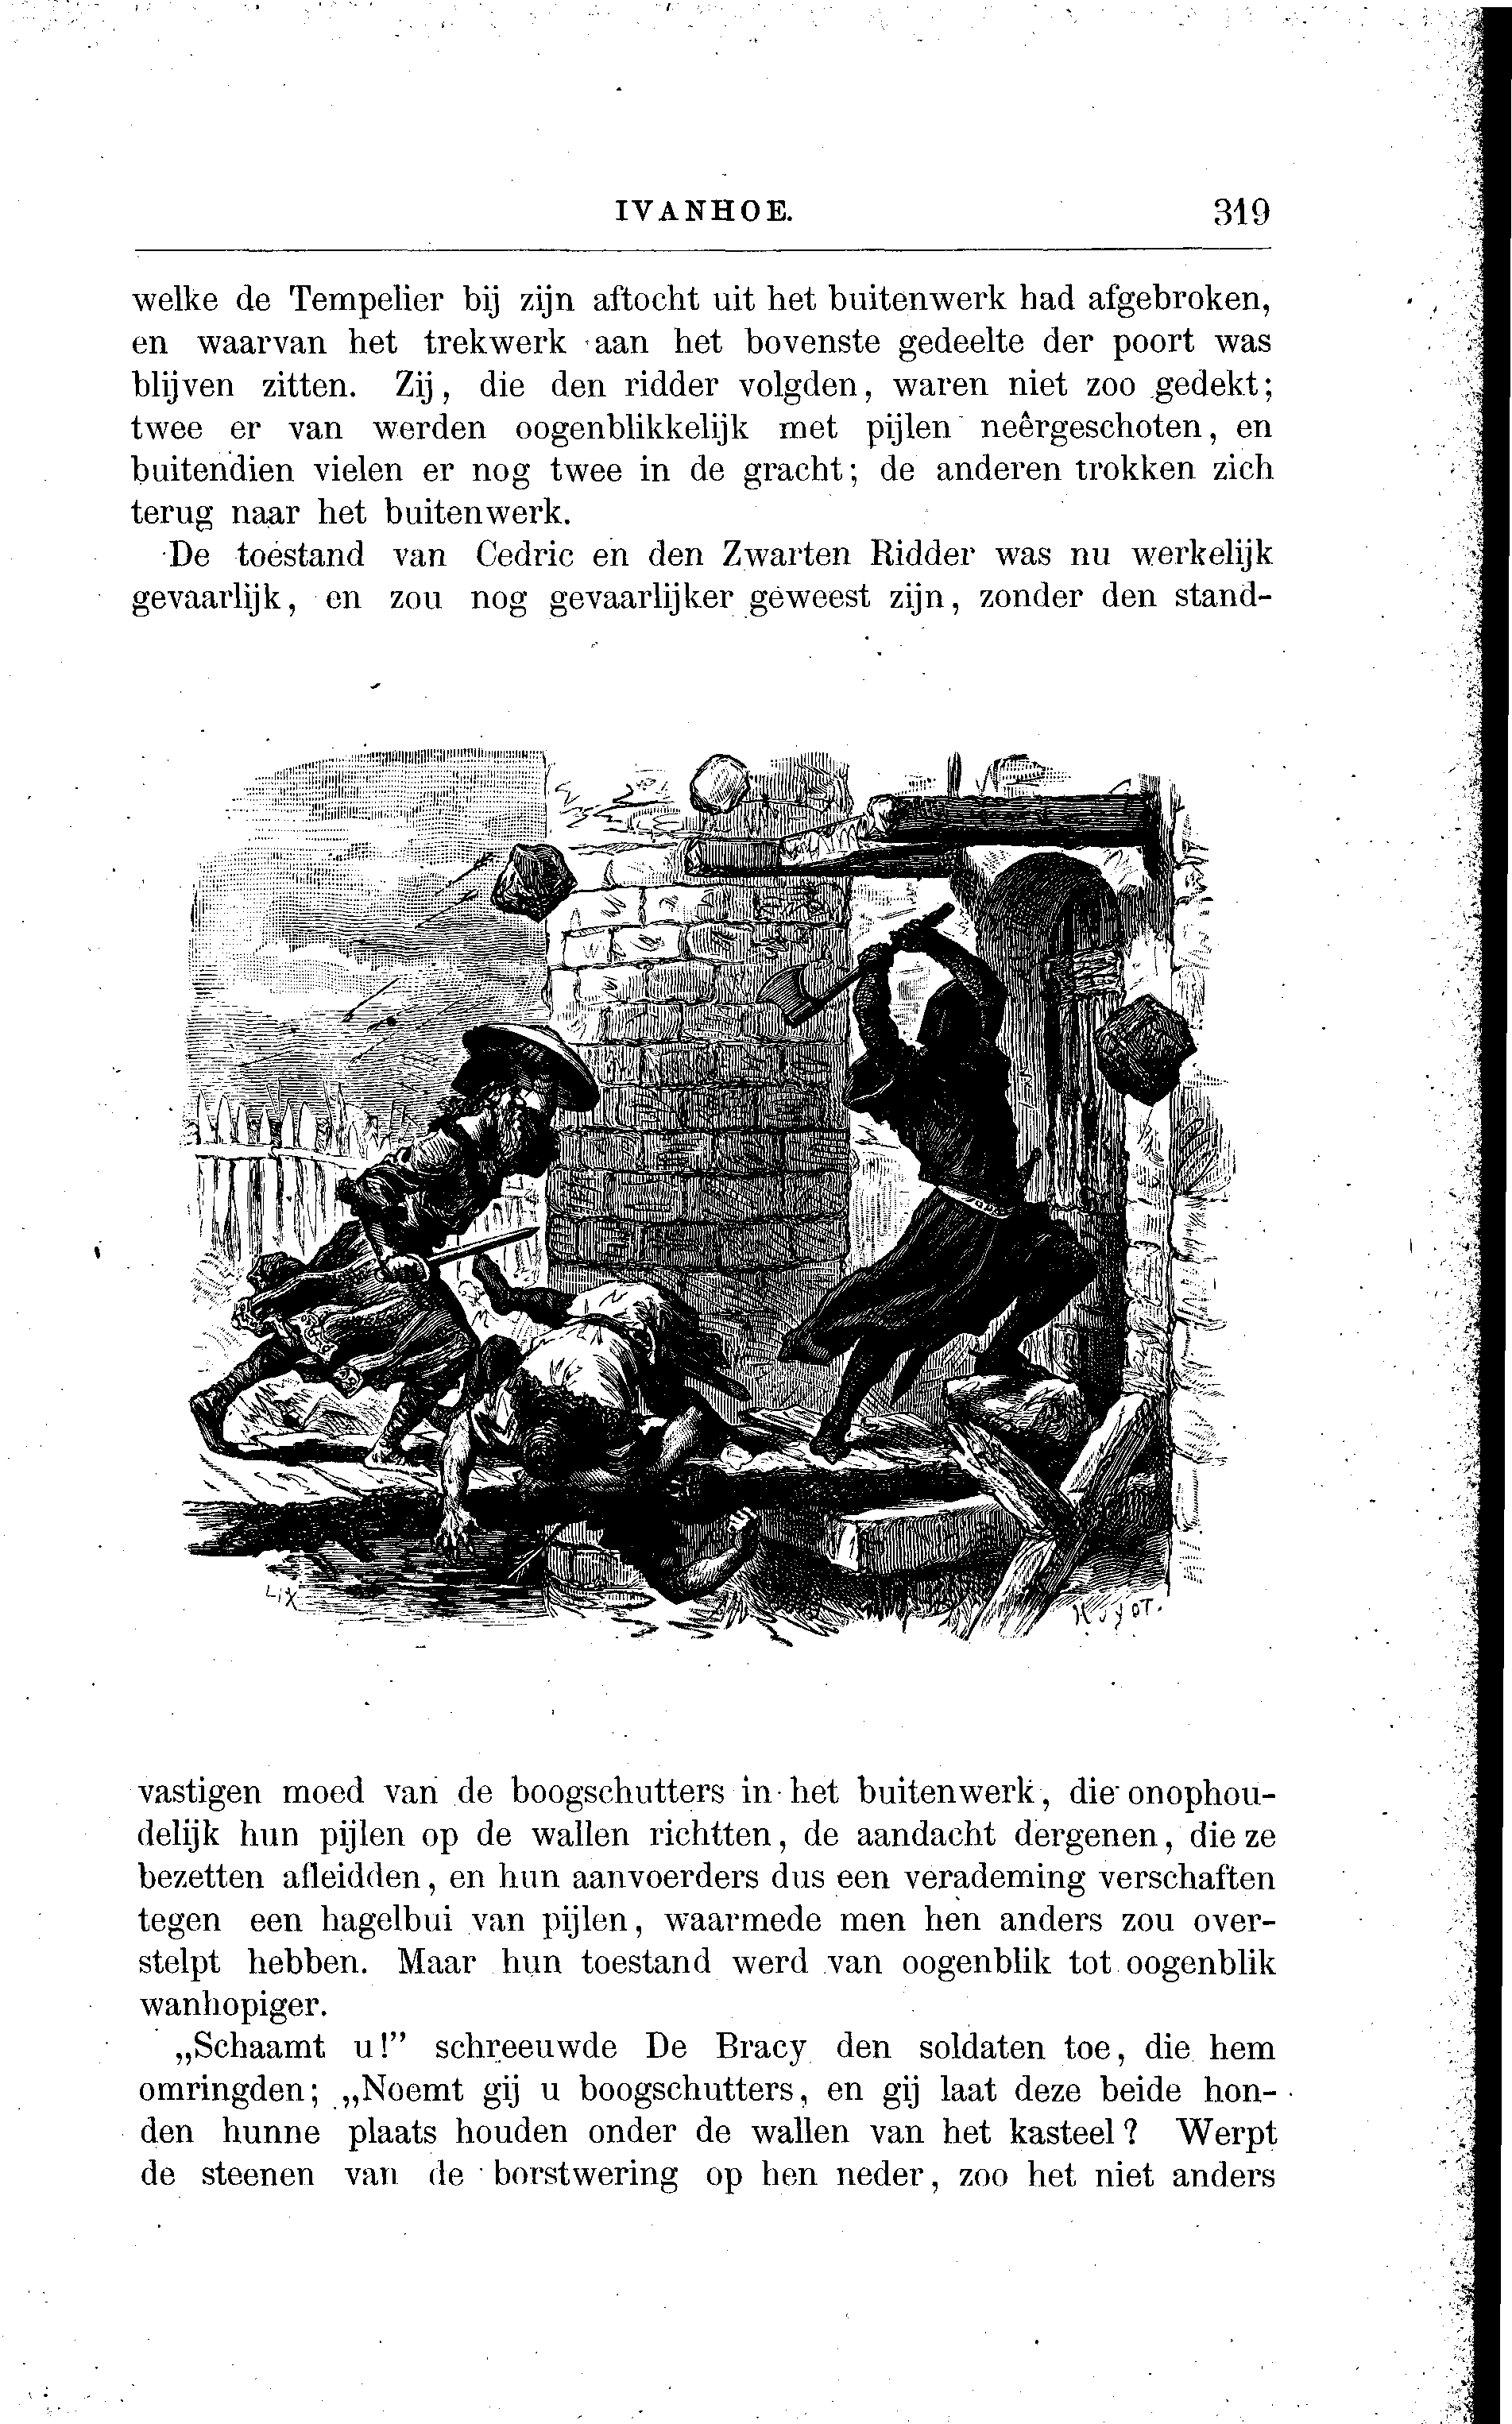 IVANHOE. 319
welke de Tempelier bij zijn aftocht uit het buitenwerk had afgebroken,
en waarvan het trekwerk aan het bovenste gedeelte der poort was
blijven zitten. Zij, die den ridder volgden, waren niet zoo gedekt;
twee er van werden oogenblikkelijk met pijlen neêrgeschoten, en
buitendien vielen er nog twee in de gracht; de anderen trokken zich
terug naar het buitenwerk.
De toestand van Cedric en den Zwarten Ridder was nu werkelijk
gevaarlijk, en zou nog gevaarlijker geweest zijn, zonder den stand-
LIX
HUYOT.
vastigen moed van de boogschutters in het buitenwerk, die onophou-
delijk hun pijlen op de wallen richtten, de aandacht dergenen, die ze
bezetten afleidden, en hun aanvoerders dus een verademing verschaften
tegen een hagelbui van pijlen, waarmede men hen anders zou over-
stelpt hebben. Maar hun toestand werd van oogenblik tot oogenblik
wanhopiger.
„Schaamt u!” schreeuwde De Bracy den soldaten toe, die hem
omringden; „Noemt gij u boogschutters, en gij laat deze beide hon-
den hunne plaats houden onder de wallen van het kasteel? Werpt
de steenen van de borstwering op hen neder, zoo het niet anders